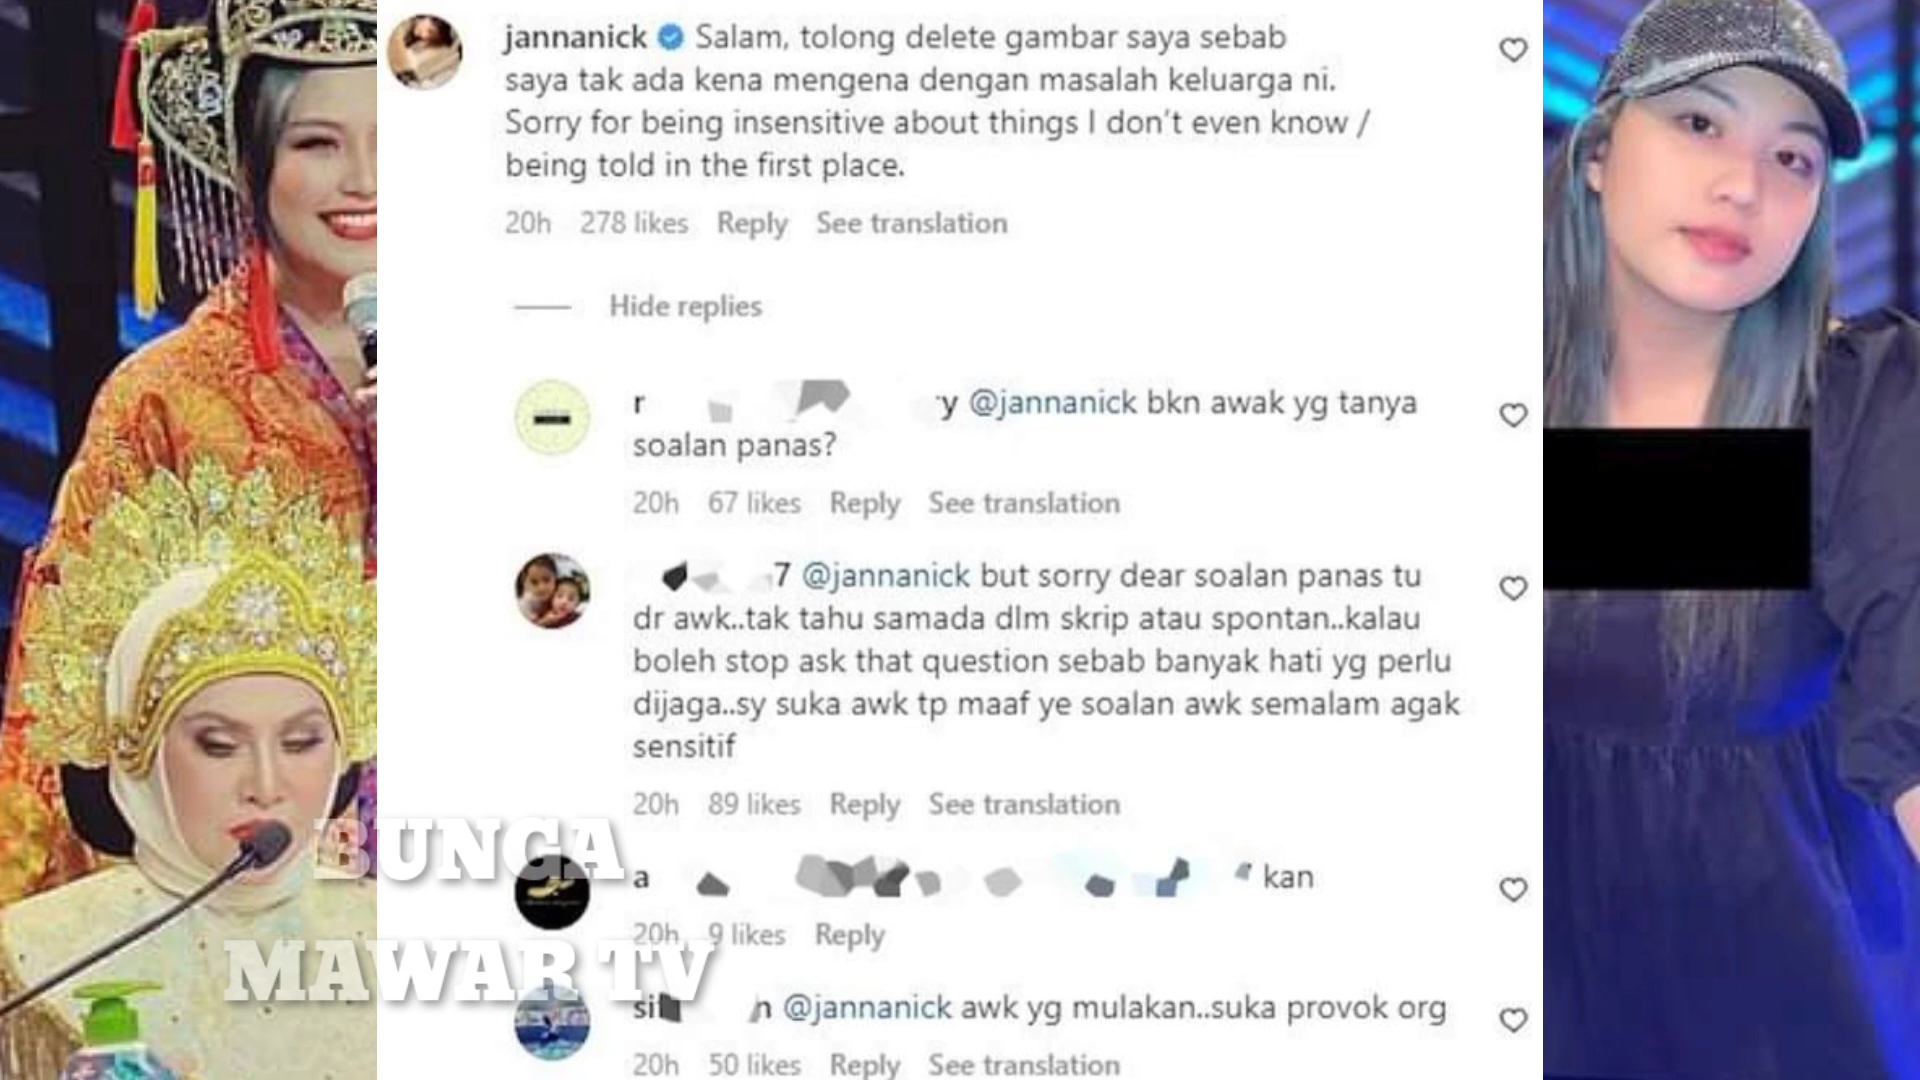 jannanick Salam, tolong delete gambar saya sebab
saya tak ada kena mengena dengan masalah keluarga ni.
Sorry for being insensitive about things I don't even know /
being told in the first place.
20h 278 likes Reply See translation
Hide replies
r y @jannanick bkn awak yg tanya
soalan panas?
20h 67 likes Reply See translation
7 @jannanick but sorry dear soalan panas tu
dr awk..tak tahu samada dlm skrip atau spontan..kalau
boleh stop ask that question sebab banyak hati yg perlu
dijaga..sy suka awk tp maaf ye soalan awk semalam agak
sensitif
20h 89 likes Reply See translation
BUNGA
a kan
20h 9 likes Reply
MAWAR TV
si n @jannanick awk yg mulakan..suka provok org
20h 50 likes Reply See translation